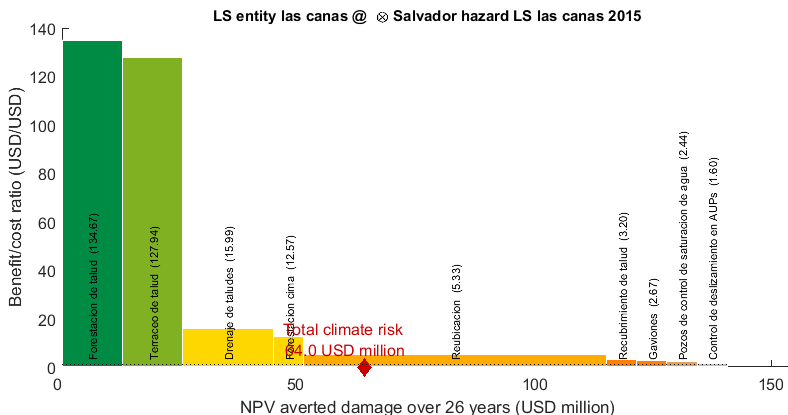 LS entity las canas @ ⊗ Salvador hazard LS las canas 2015
Benefit/cost ratio (USD/USD)
140
120
100
80
60
40
20
0
Forestacion de talud (134.67)
Terraceo de talud (127.94)
Drenaje de taludes (15.99)
Forestacion cima (12.57)
Reubicacion (5.33)
Recubrimiento de talud (3.20)
Gaviones (2.67)
Pozos de control de saturacion de agua (2.44)
Control de deslizamiento en AUPs (1.60)
Total climate risk
64.0 USD million
0 50 100 150
NPV averted damage over 26 years (USD million)